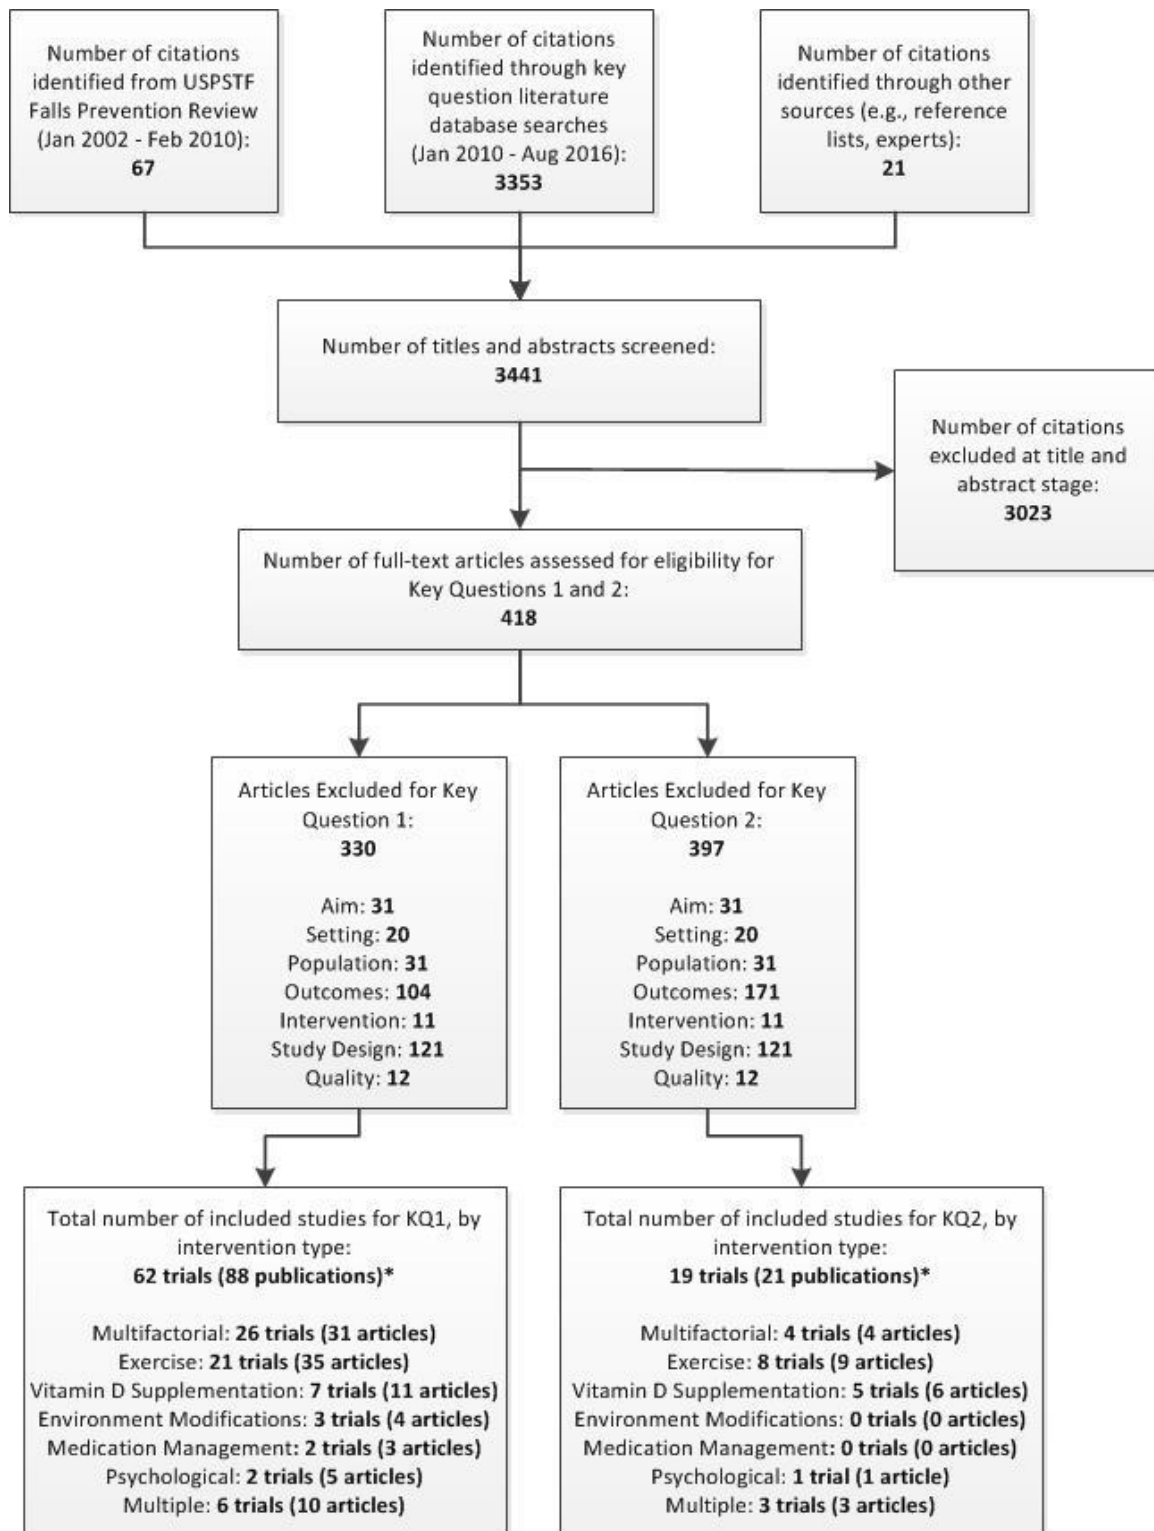 Number of citations
identified from USPSTF
Falls Prevention Review
(Jan 2002 - Feb 2010):
67
Number of citations
identified through key
question literature
database searches
(Jan 2010 - Aug 2016):
3353
Number of citations
identified through other
sources (e.g., reference
lists, experts):
21
Number of titles and abstracts screened:
3441
Number of citations
excluded at title and
abstract stage:
3023
Number of full-text articles assessed for eligibility for
Key Questions 1 and 2:
418
Articles Excluded for Key
Question 1:
330
Aim: 31
Setting: 20
Population: 31
Outcomes: 104
Intervention: 11
Study Design: 121
Quality: 12
Articles Excluded for Key
Question 2:
397
Aim: 31
Setting: 20
Population: 31
Outcomes: 171
Intervention: 11
Study Design: 121
Quality: 12
Total number of included studies for KQ1, by
intervention type:
62 trials (88 publications)*
Multifactorial: 26 trials (31 articles)
Exercise: 21 trials (35 articles)
Vitamin D Supplementation: 7 trials (11 articles)
Environment Modifications: 3 trials (4 articles)
Medication Management: 2 trials (3 articles)
Psychological: 2 trials (5 articles)
Multiple: 6 trials (10 articles)
Total number of included studies for KQ2, by
intervention type:
19 trials (21 publications)*
Multifactorial: 4 trials (4 articles)
Exercise: 8 trials (9 articles)
Vitamin D Supplementation: 5 trials (6 articles)
Environment Modifications: 0 trials (0 articles)
Medication Management: 0 trials (0 articles)
Psychological: 1 trial (1 article)
Multiple: 3 trials (3 articles)